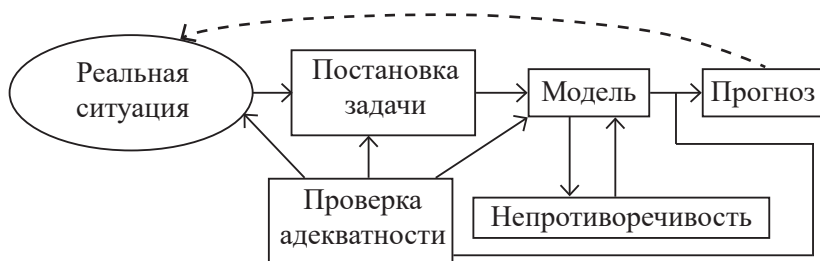 Реальная
ситуация
Постановка
задачи
Модель
Прогноз
Проверка
адекватности
Непротиворечивость